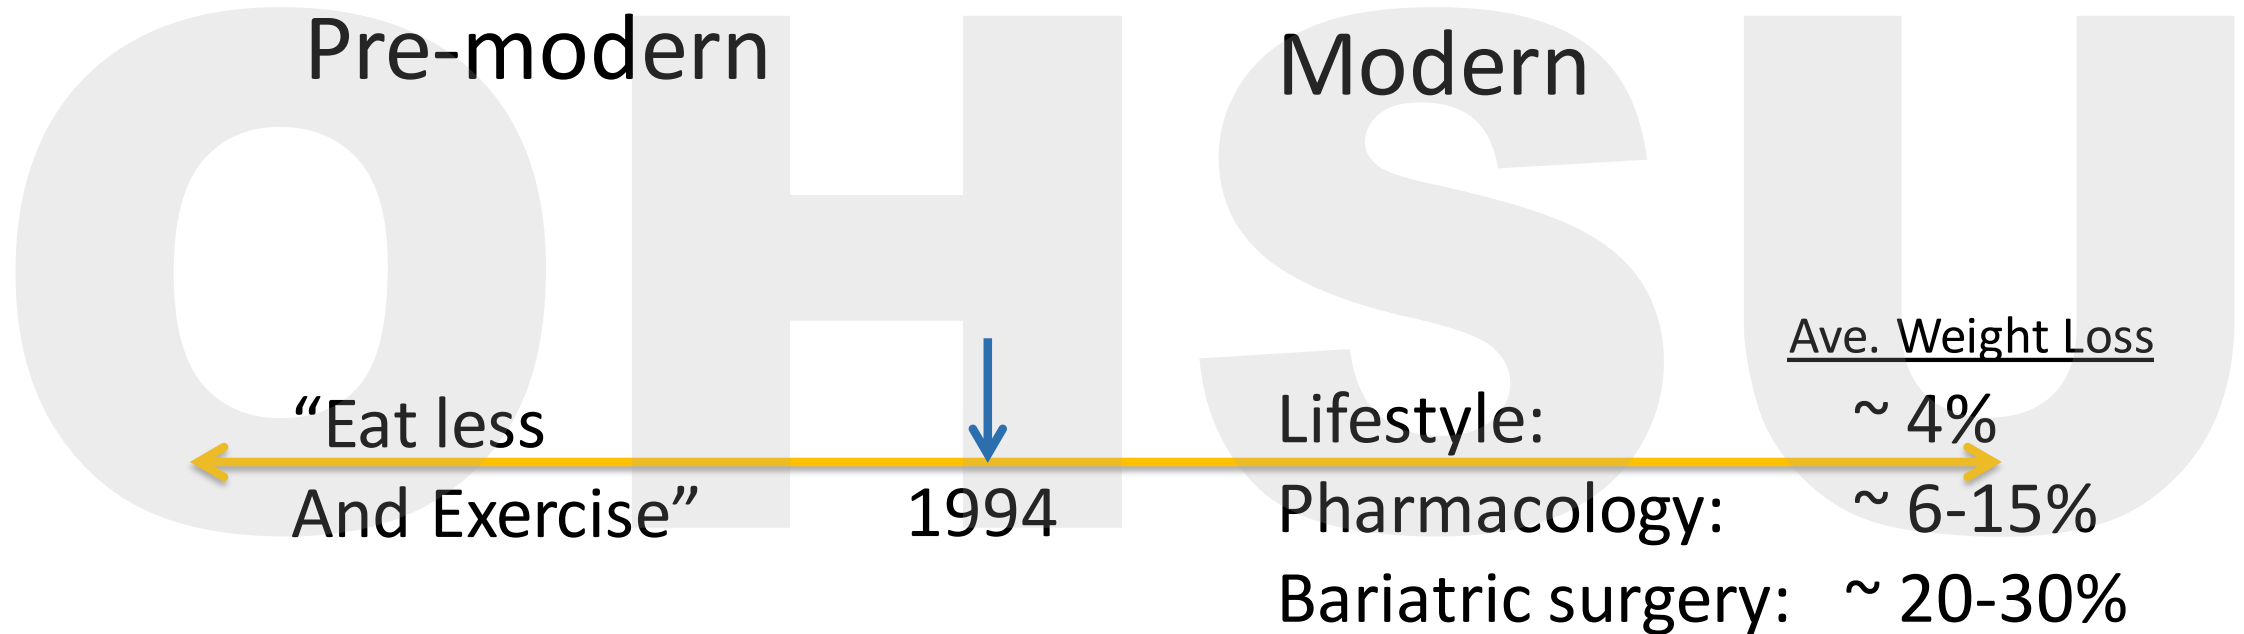 OHSU
Pre-modern
Modern
Ave. Weight Loss
“Eat less
Lifestyle: ~ 4%
And Exercise”
1994
Pharmacology: ~ 6-15%
Bariatric surgery: ~ 20-30%